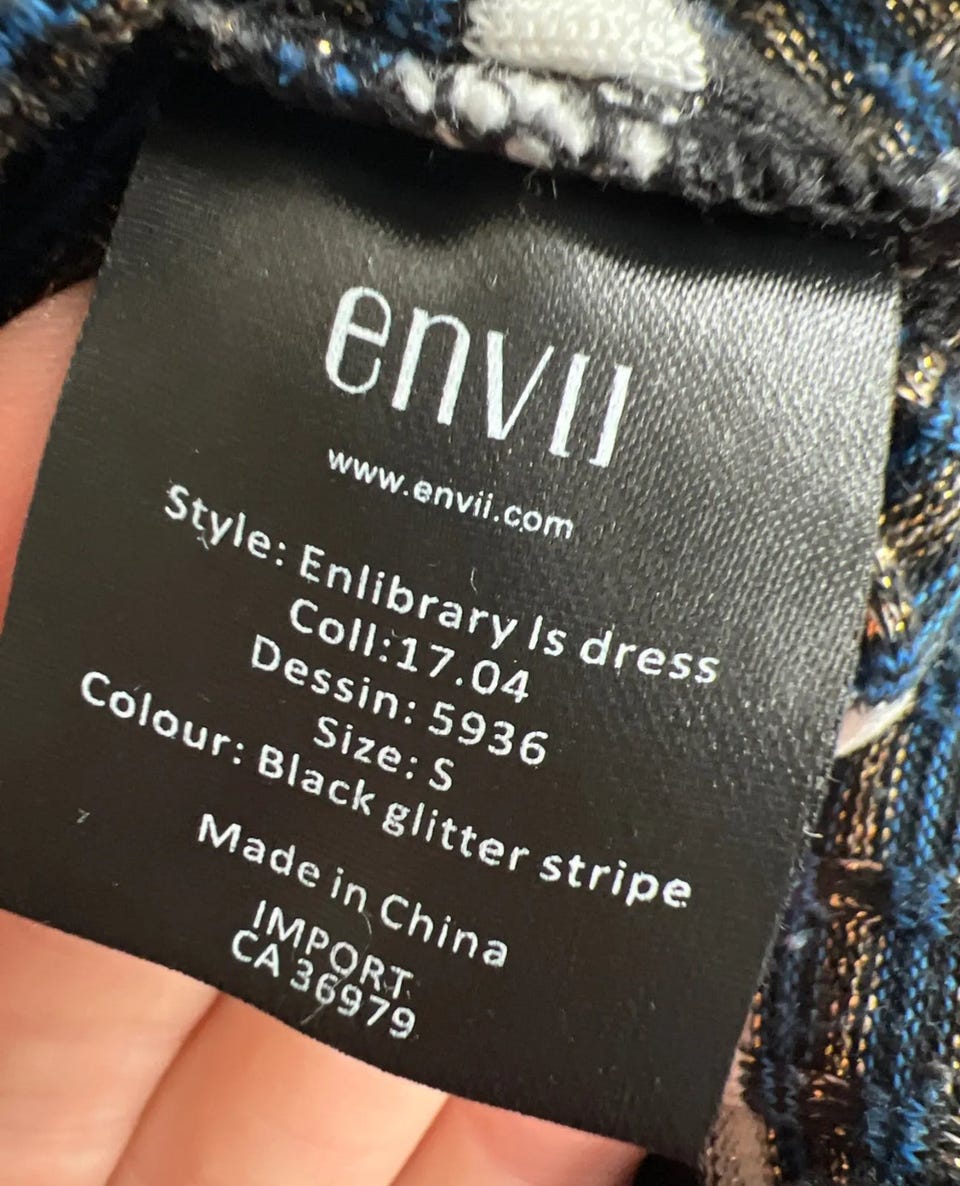 envii
www.envii.com
Style: Enlibrary ls dress
Coll:17.04
Dessin: 5936
Size: S
Colour: Black glitter stripe
Made in China
IMPORT
CA 36979